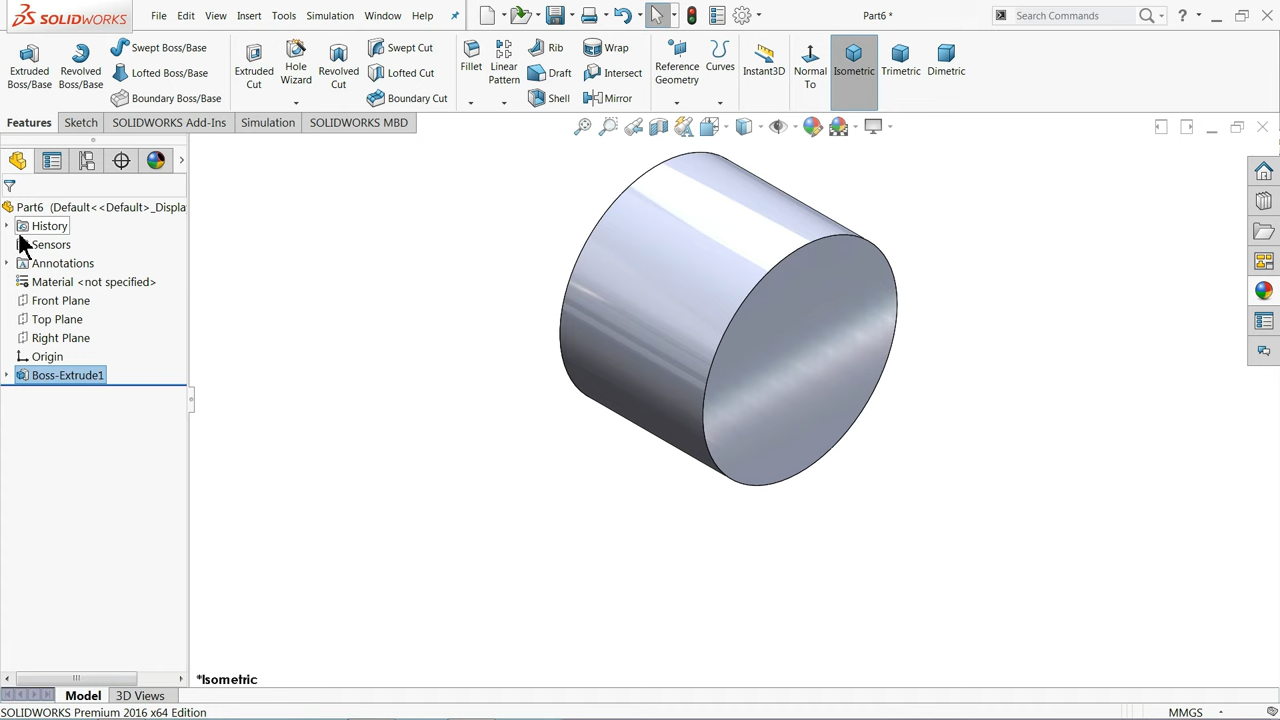 SOLIDWORKS File Edit View Insert Tools Simulation Window Help Part6 * Search Commands ?
Extruded Boss/Base
Revolved Boss/Base
Swept Boss/Base
Lofted Boss/Base
Boundary Boss/Base
Extruded Cut
Hole Wizard
Revolved Cut
Swept Cut
Lofted Cut
Boundary Cut
Fillet
Linear Pattern
Rib
Draft
Shell
Wrap
Intersect
Mirror
Reference Geometry
Curves
Instant3D
Normal To
Isometric
Trimetric
Dimetric
Features Sketch SOLIDWORKS Add-Ins Simulation SOLIDWORKS MBD
Part6 (Default<<Default>_Displa
History
Sensors
Annotations
Material <not specified>
Front Plane
Top Plane
Right Plane
Origin
Boss-Extrude1
*Isometric
Model 3D Views
SOLIDWORKS Premium 2016 x64 Edition MMGS